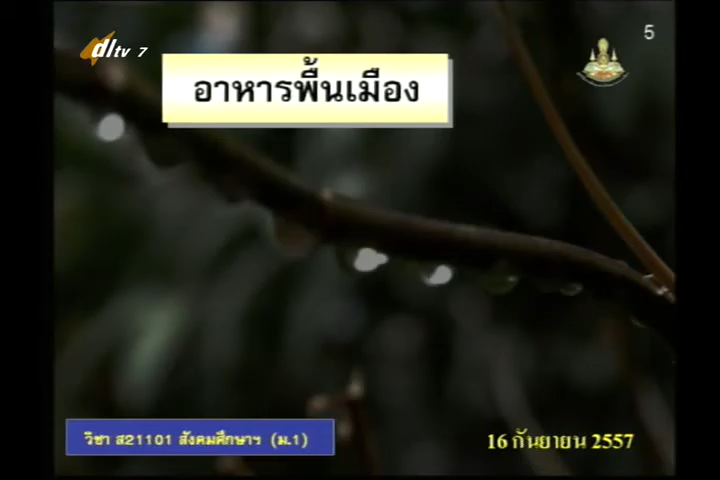 dltv 7
5
อาหารพื้นเมือง
วิชา ส21101 สังคมศึกษาฯ (ม.1)
16 กันยายน 2557